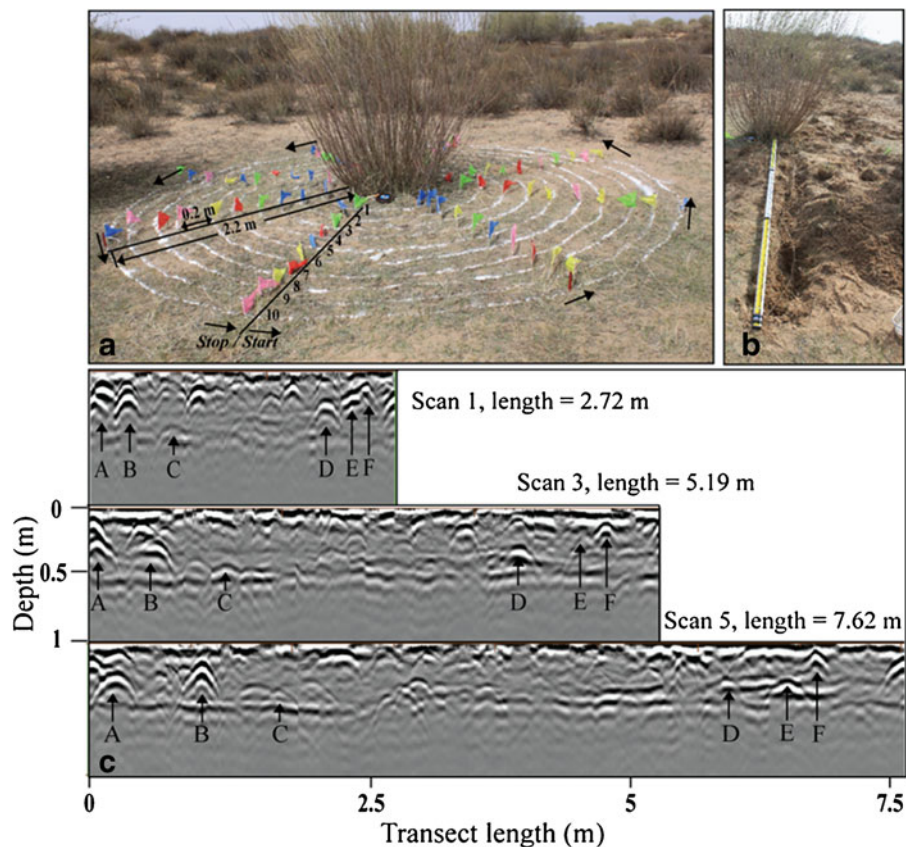 0.2 m
2.2 m
1
2
3
4
5
6
7
8
9
10
Stop Start
a
b
Scan 1, length = 2.72 m
A B C D E F
Scan 3, length = 5.19 m
0
Depth (m)
0.5
A B C D E F
Scan 5, length = 7.62 m
1
A B C D E F
c
0 2.5 5 7.5
Transect length (m)